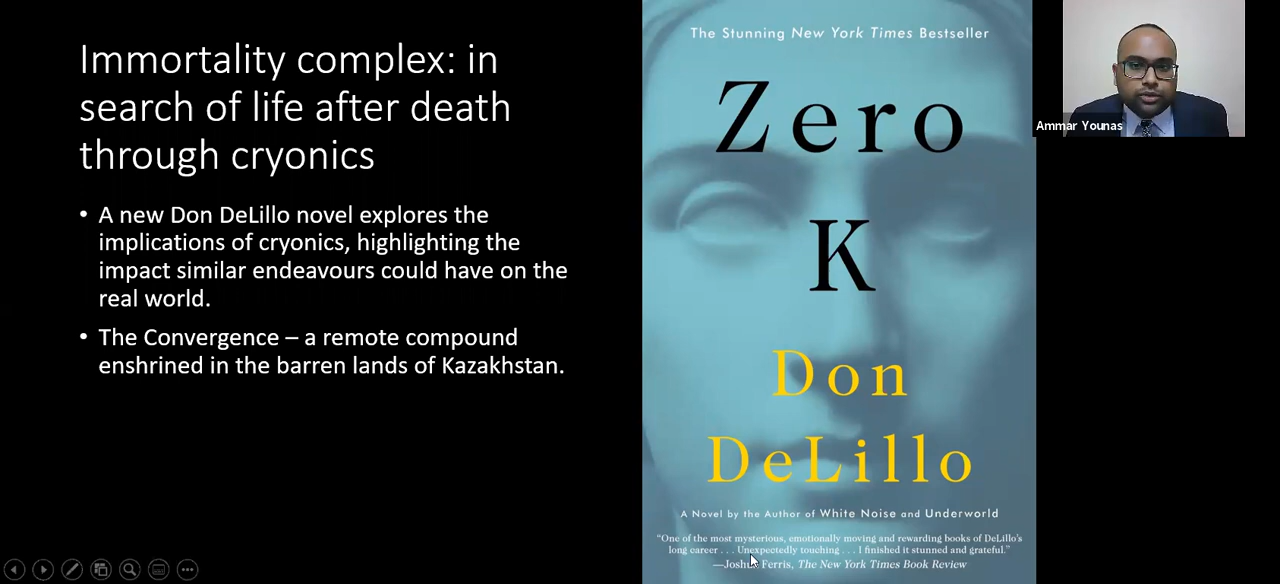 Immortality complex: in
search of life after death
through cryonics
• A new Don DeLillo novel explores the
implications of cryonics, highlighting the
impact similar endeavours could have on the
real world.
• The Convergence – a remote compound
enshrined in the barren lands of Kazakhstan.
The Stunning New York Times Bestseller
Zero
K
Don
DeLillo
A Novel by the Author of White Noise and Underworld
“One of the most mysterious, emotionally moving and rewarding books of DeLillo’s
long career . . . Unexpectedly touching . . . I finished it stunned and grateful.”
—Joshua Ferris, The New York Times Book Review
Ammar Younas